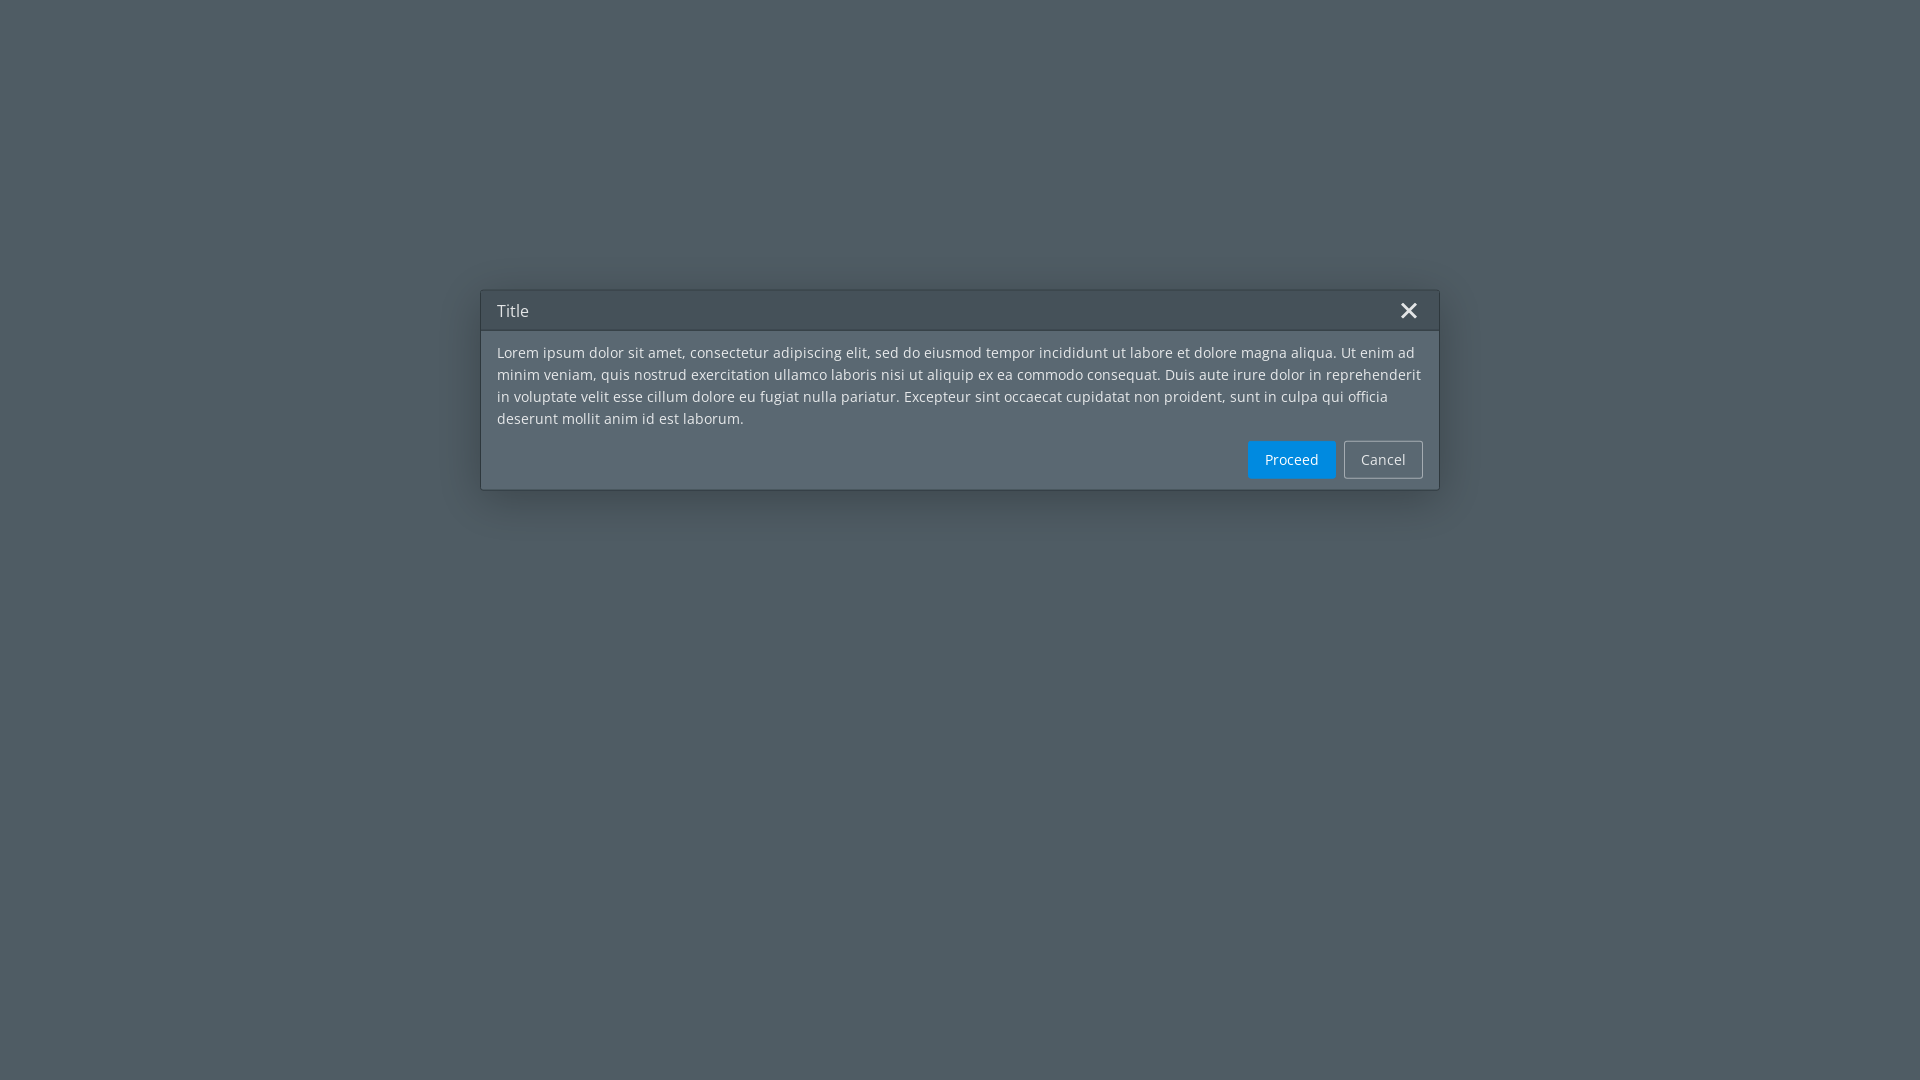 Title
Lorem ipsum dolor sit amet, consectetur adipiscing elit, sed do eiusmod tempor incididunt ut labore et dolore magna aliqua. Ut enim ad
minim veniam, quis nostrud exercitation ullamco laboris nisi ut aliquip ex ea commodo consequat. Duis aute irure dolor in reprehenderit
in voluptate velit esse cillum dolore eu fugiat nulla pariatur. Excepteur sint occaecat cupidatat non proident, sunt in culpa qui officia
deserunt mollit anim id est laborum.
Proceed
Cancel